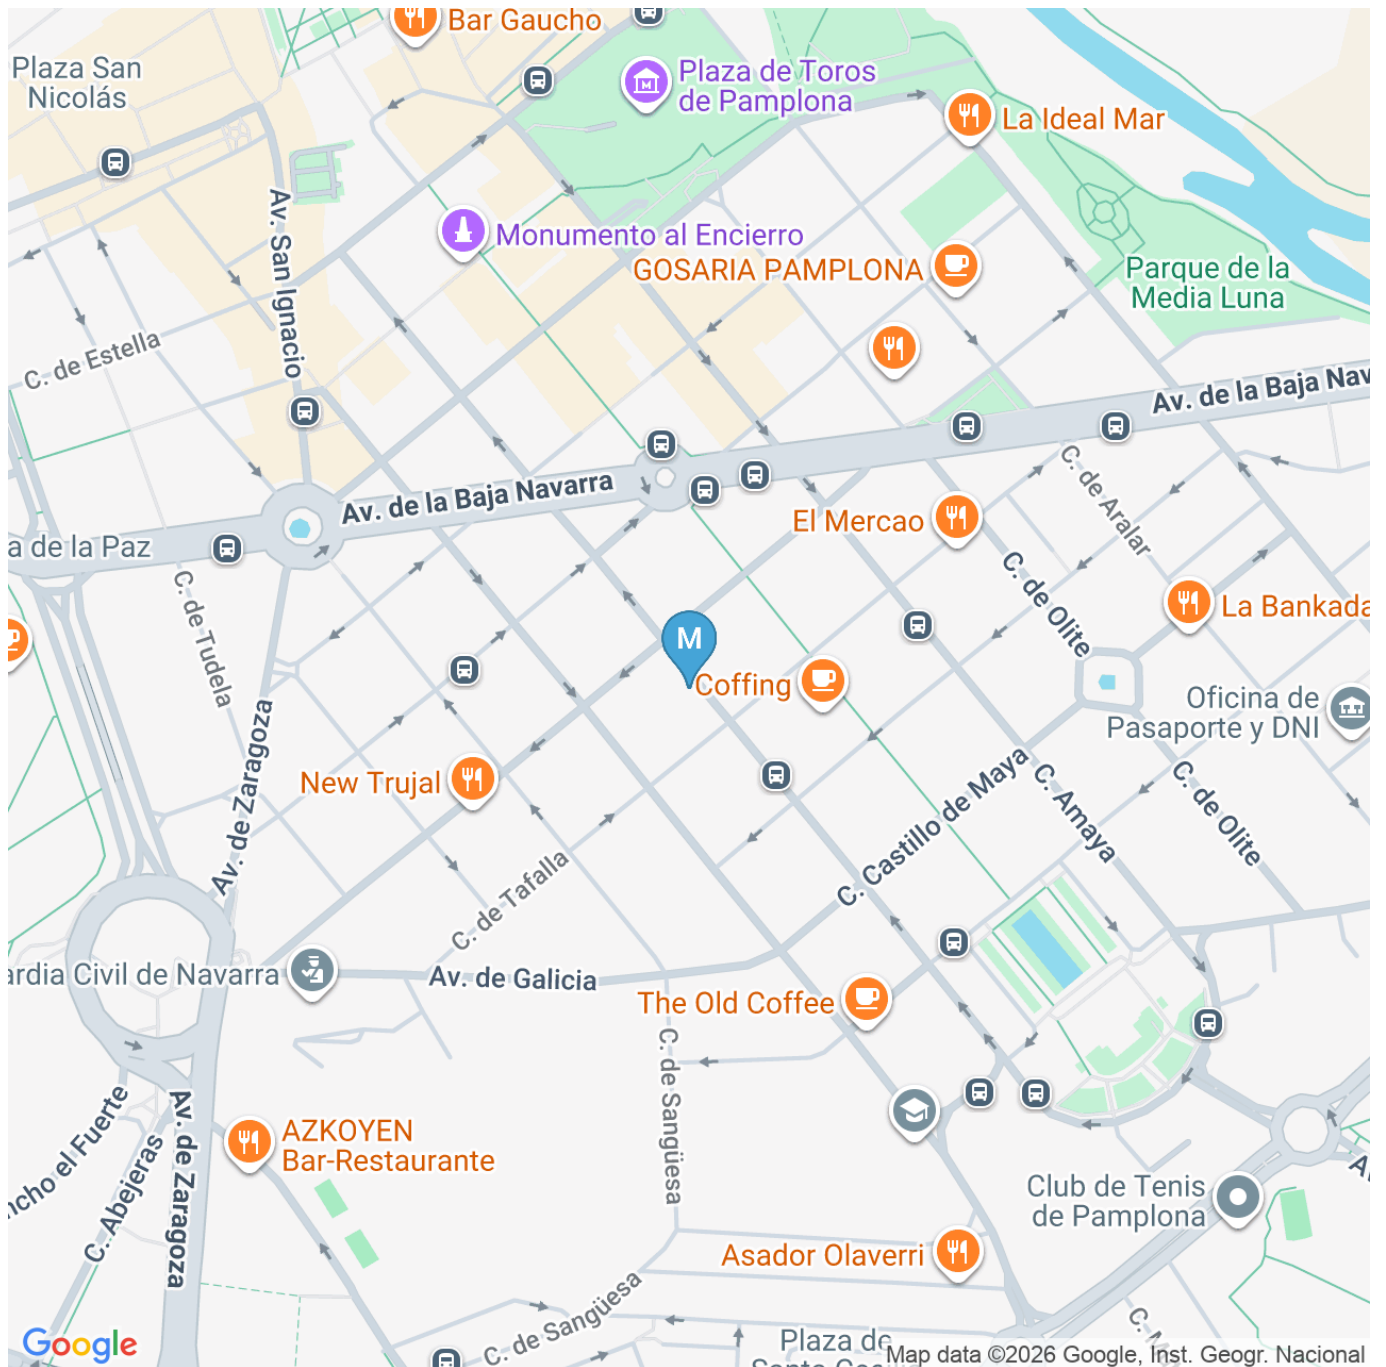 Bar Gaucho
Plaza San
Nicolás
Plaza de Toros
de Pamplona
La Ideal Mar
Av. San Ignacio
Monumento al Encierro
GOSARIA PAMPLONA
Parque de la
Media Luna
C. de Estella
Av. de la Baja Nav
Av. de la Baja Navarra
C. de Aralar
El Mercao
a de la Paz
C. de Olite
C. de Tudela
La Bankada
M
Coffing
Oficina de
Pasaporte y DNI
Av. de Zaragoza
New Trujal
C. Castillo de Maya
C. Amaya
C. de Olite
C. de Tafalla
ardia Civil de Navarra
Av. de Galicia
The Old Coffee
C. de Sangüesa
ncho el Fuerte
C. Abejeras
Av. de Zaragoza
AZKOYEN
Bar-Restaurante
Club de Tenis
de Pamplona
Asador Olaverri
C. de Sangüesa
Plaza de
Google
Map data ©2026 Google, Inst. Geogr. Nacional